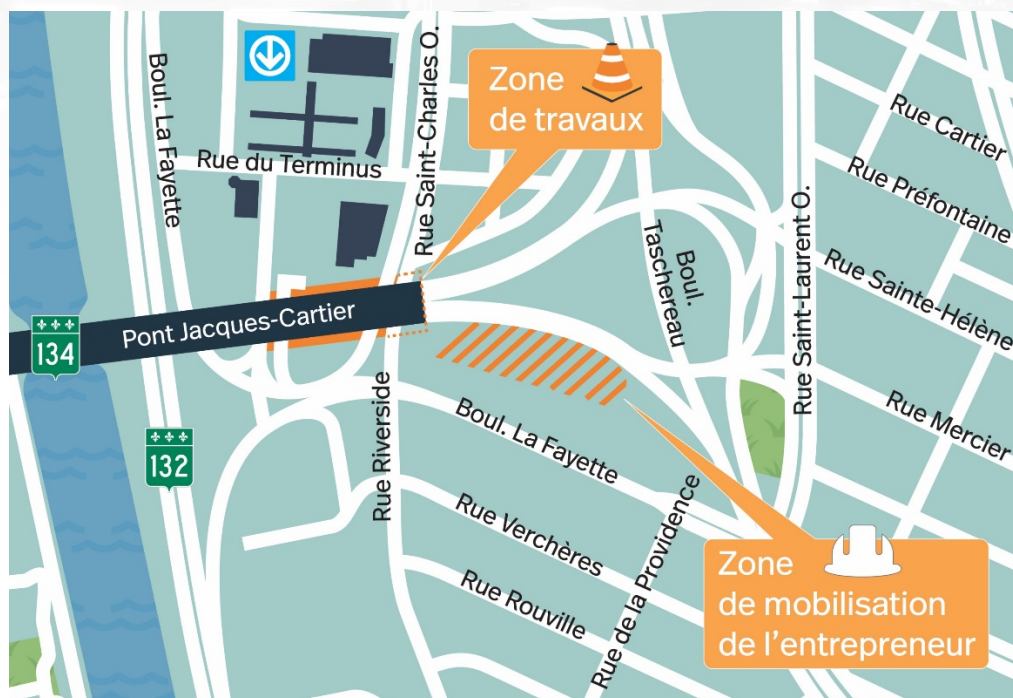 Boul. La Fayette
Rue Saint-Charles O.
Zone
de travaux
Rue Cartier
Rue du Terminus
Rue Préfontaine
Boul.
Taschereau
Rue Saint-Laurent O.
Rue Sainte-Hélène
Pont Jacques-Cartier
134
Rue Mercier
132
Rue Riverside
Boul. La Fayette
Rue Verchères
Rue de la Providence
Rue Rouville
Zone
de mobilisation
de l'entrepreneur